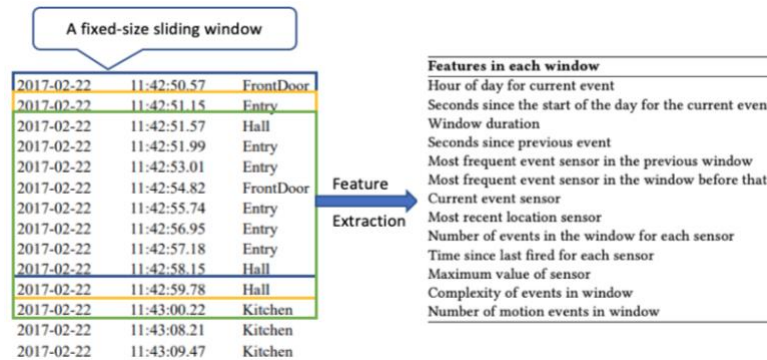 A fixed-size sliding window
2017-02-22 11:42:50.57 FrontDoor
2017-02-22 11:42:51.15 Entry
2017-02-22 11:42:51.57 Hall
2017-02-22 11:42:51.99 Entry
2017-02-22 11:42:53.01 Entry
2017-02-22 11:42:54.82 FrontDoor
2017-02-22 11:42:55.74 Entry
2017-02-22 11:42:56.95 Entry
2017-02-22 11:42:57.18 Entry
2017-02-22 11:42:58.15 Hall
2017-02-22 11:42:59.78 Hall
2017-02-22 11:43:00.22 Kitchen
2017-02-22 11:43:08.21 Kitchen
2017-02-22 11:43:09.47 Kitchen
Feature
Extraction
Features in each window
Hour of day for current event
Seconds since the start of the day for the current even
Window duration
Seconds since previous event
Most frequent event sensor in the previous window
Most frequent event sensor in the window before that
Current event sensor
Most recent location sensor
Number of events in the window for each sensor
Time since last fired for each sensor
Maximum value of sensor
Complexity of events in window
Number of motion events in window